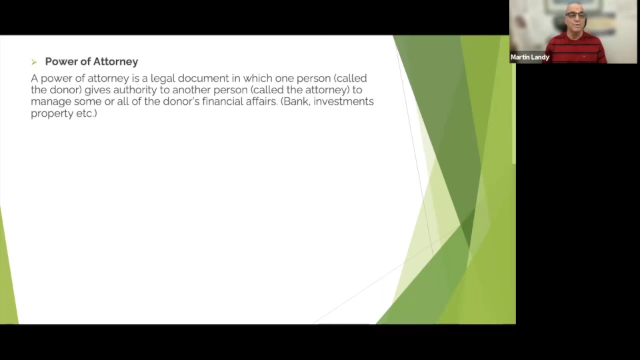 Power of Attorney
A power of attorney is a legal document in which one person (called
the donor) gives authority to another person (called the attorney) to
manage some or all of the donor's financial affairs. (Bank, investments
property etc.)
Martin Landy